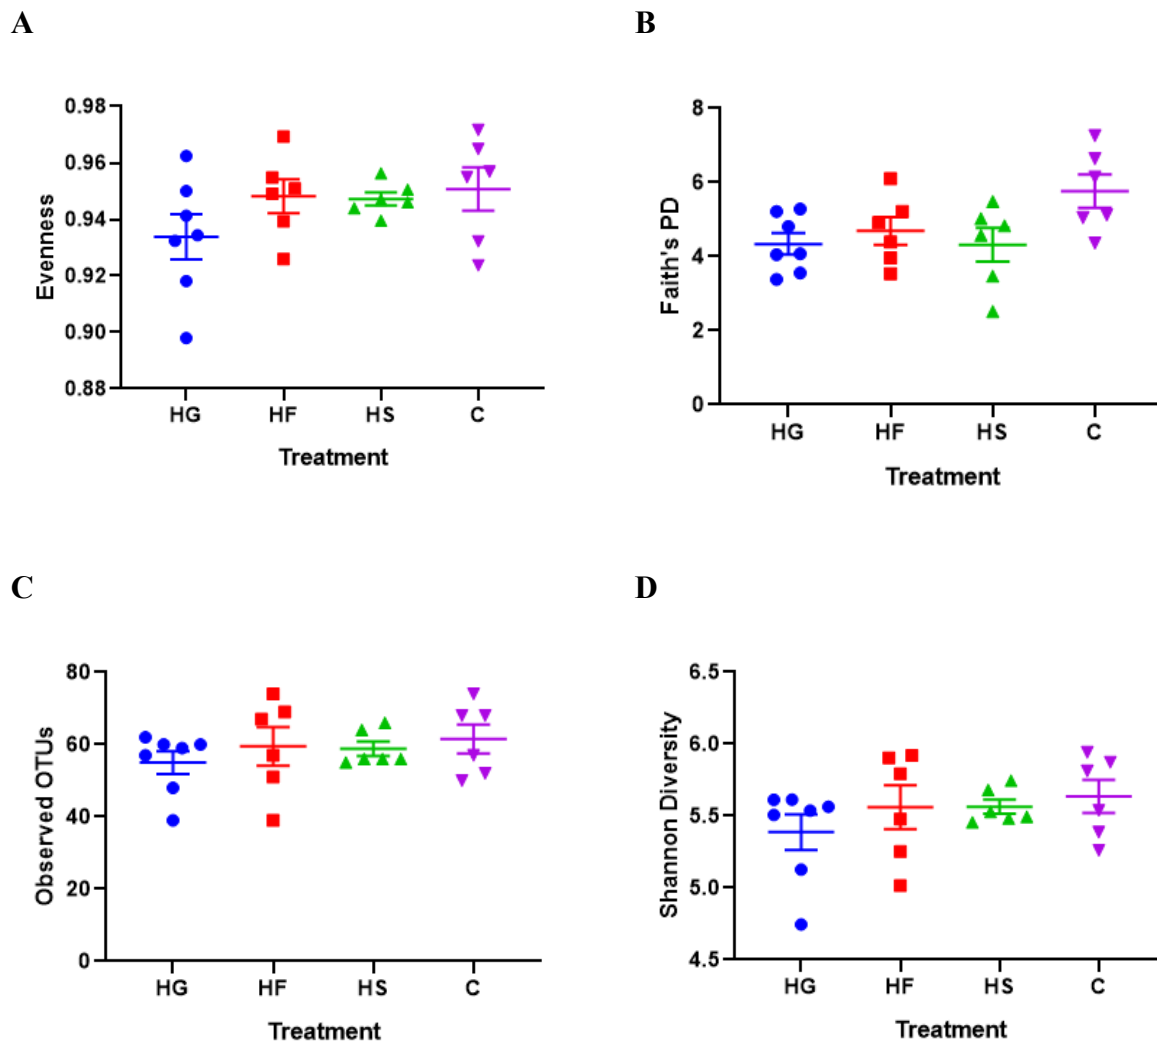 A
B
0.98
0.96
0.94
0.92
0.90
0.88
Evenness
HG HF HS C
Treatment
8
6
4
2
0
Faith's PD
HG HF HS C
Treatment
C
D
80
60
40
20
0
Observed OTUs
HG HF HS C
Treatment
6.5
6.0
5.5
5.0
4.5
Shannon Diversity
HG HF HS C
Treatment